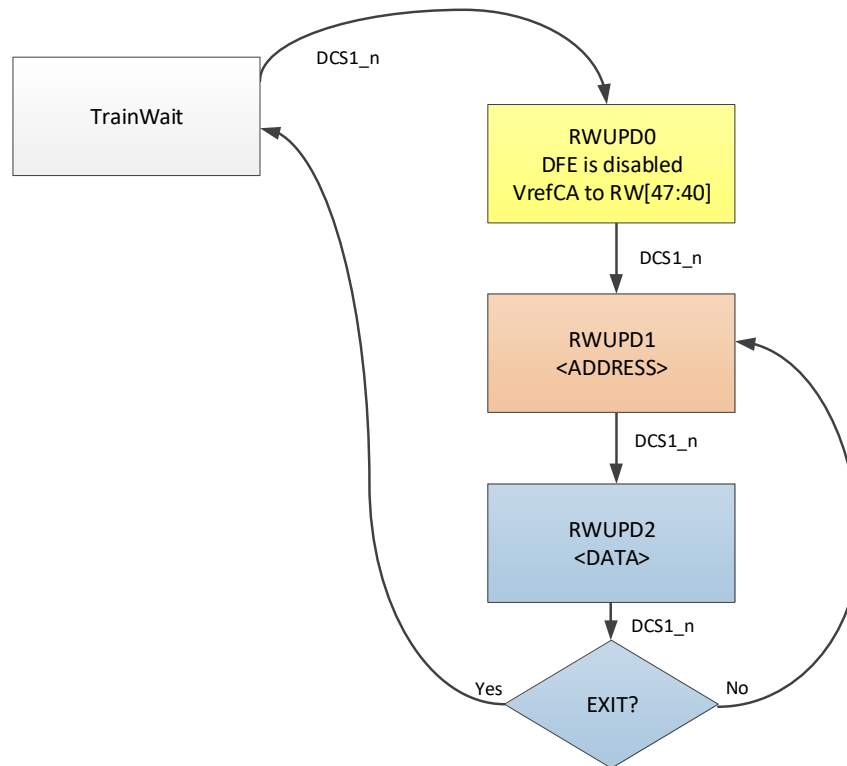 DCS1_n
TrainWait
RWUPD0
DFE is disabled
VrefCA to RW[47:40]
DCS1_n
RWUPD1
<ADDRESS>
DCS1_n
RWUPD2
<DATA>
DCS1_n
Yes
EXIT?
No